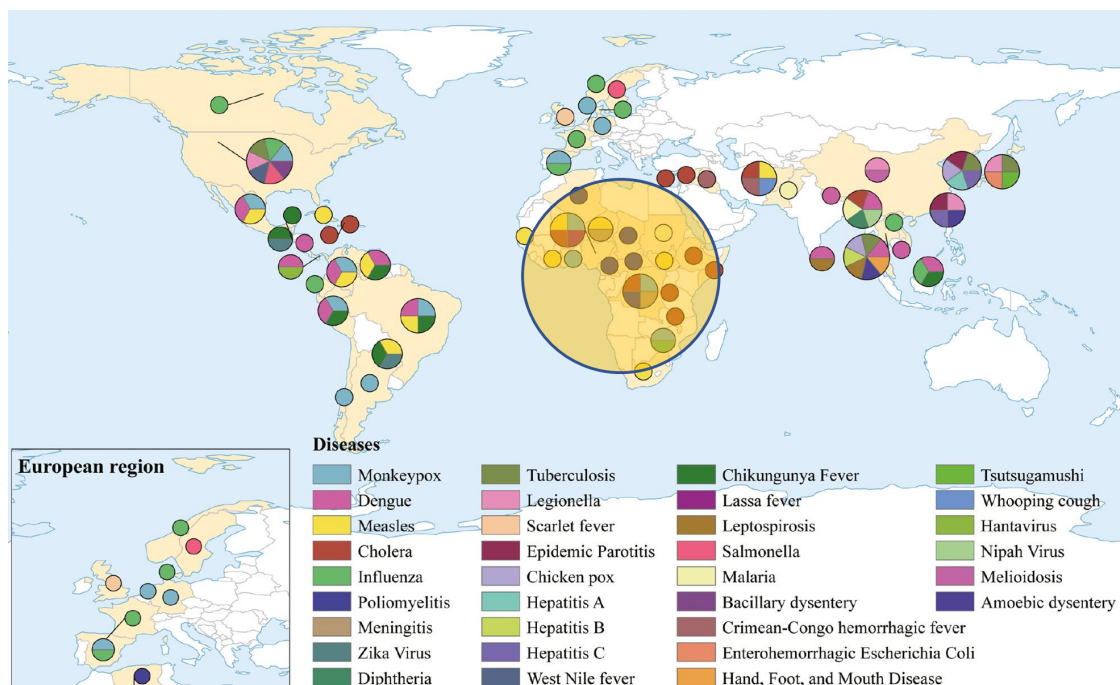 Diseases
European region
Monkeypox
Dengue
Measles
Cholera
Influenza
Poliomyelitis
Meningitis
Zika Virus
Diphtheria
Tuberculosis
Legionella
Scarlet fever
Epidemic Parotitis
Chicken pox
Hepatitis A
Hepatitis B
Hepatitis C
West Nile fever
Chikungunya Fever
Lassa fever
Leptospirosis
Salmonella
Malaria
Bacillary dysentery
Crimean-Congo hemorrhagic fever
Enterohemorrhagic Escherichia Coli
Hand, Foot, and Mouth Disease
Tsutsugamushi
Whooping cough
Hantavirus
Nipah Virus
Melioidosis
Amoebic dysentery